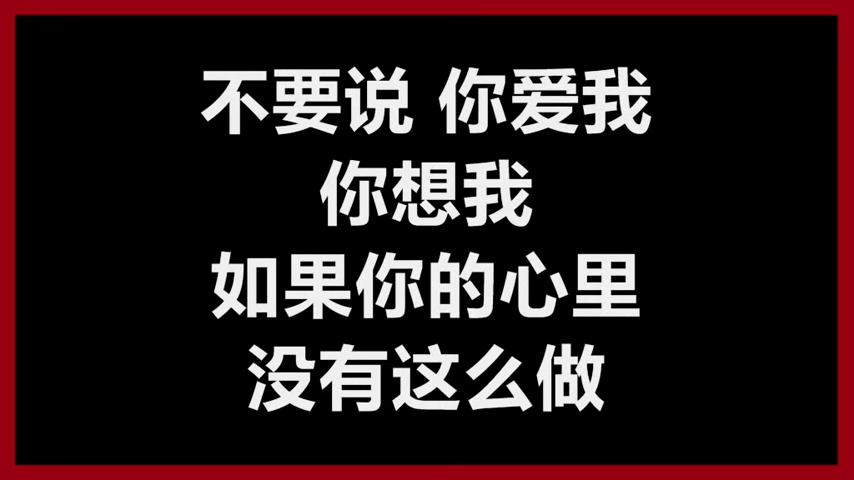 不要说 你爱我
你想我
如果你的心里
没有这么做